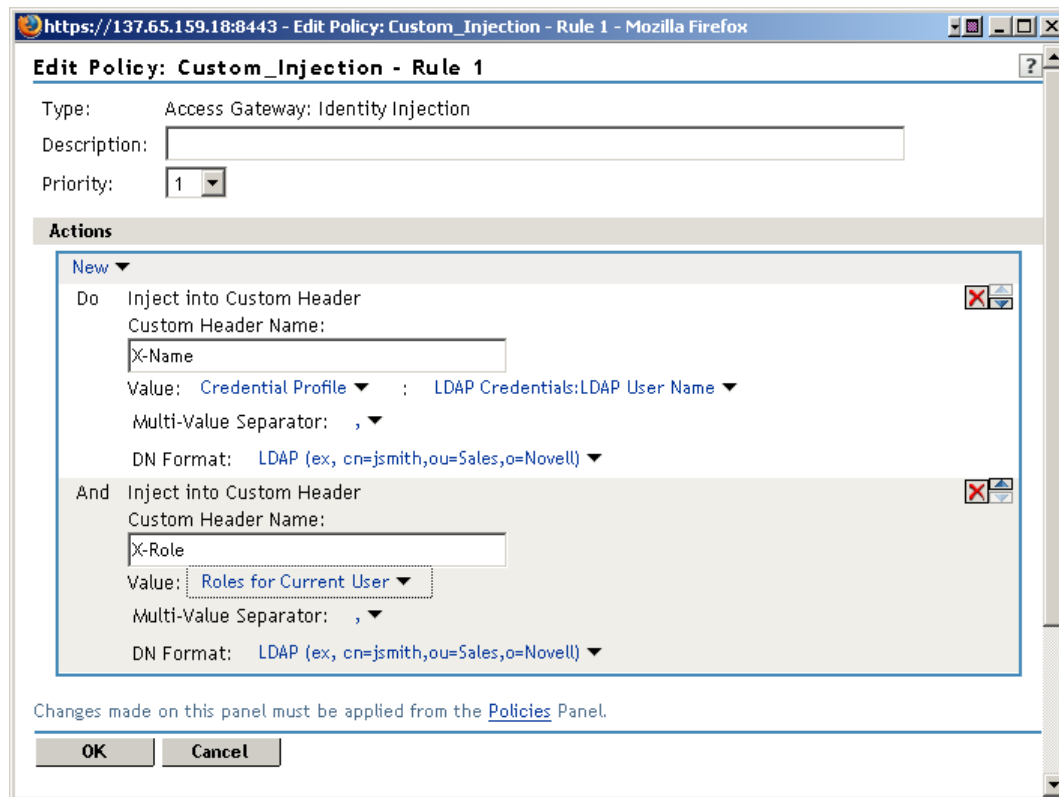 https://137.65.159.18:8443 - Edit Policy: Custom_Injection - Rule 1 - Mozilla Firefox
Edit Policy: Custom_Injection - Rule 1 ?
Type: Access Gateway: Identity Injection
Description:
Priority: 1
Actions
New
Do Inject into Custom Header
Custom Header Name:
X-Name
Value: Credential Profile : LDAP Credentials:LDAP User Name
Multi-Value Separator: ,
DN Format: LDAP (ex, cn=jsmith,ou=Sales,o=Novell)
And Inject into Custom Header
Custom Header Name:
X-Role
Value: Roles for Current User
Multi-Value Separator: ,
DN Format: LDAP (ex, cn=jsmith,ou=Sales,o=Novell)
Changes made on this panel must be applied from the Policies Panel.
OK Cancel